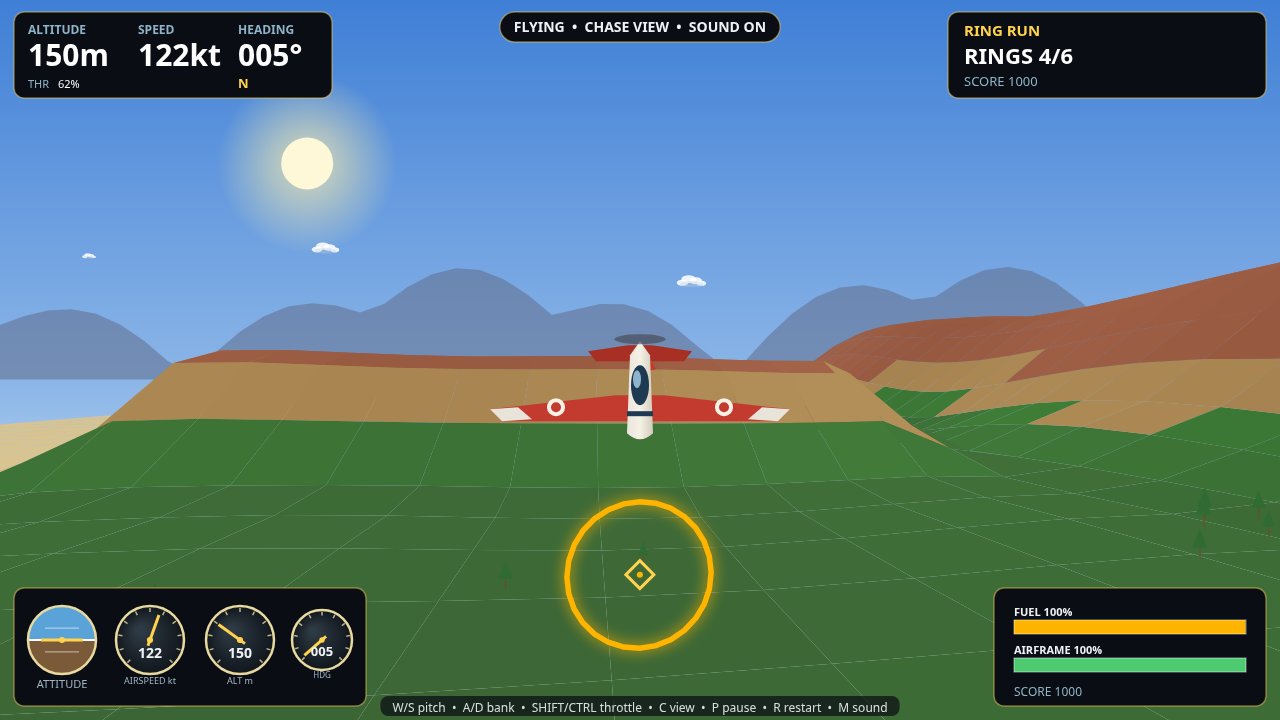 ALTITUDE SPEED HEADING
150m 122kt 005°
THR 62% N
FLYING • CHASE VIEW • SOUND ON
RING RUN
RINGS 4/6
SCORE 1000
122 150 005
ATTITUDE AIRSPEED kt ALT m HDG
FUEL 100%
AIRFRAME 100%
SCORE 1000
W/S pitch • A/D bank • SHIFT/CTRL throttle • C view • P pause • R restart • M sound